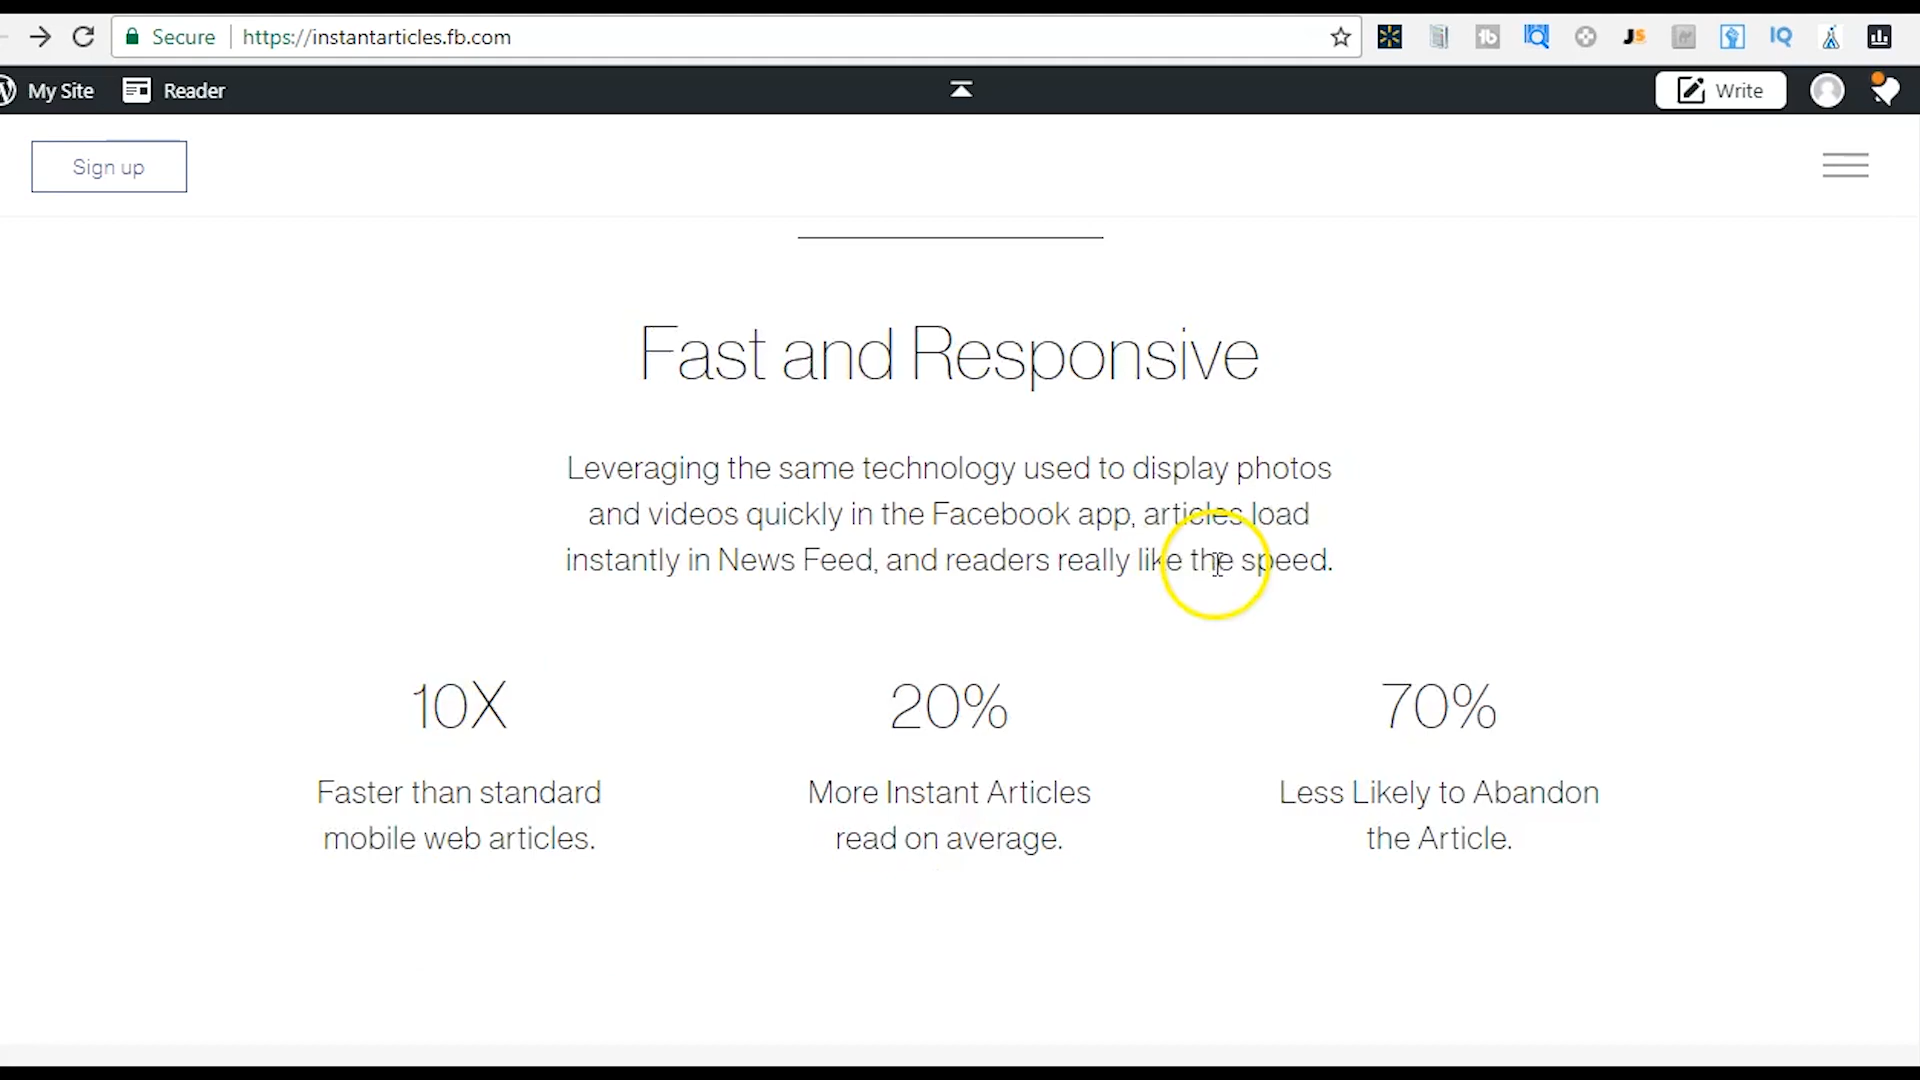 Secure https://instantarticles.fb.com
My Site Reader Write
Sign up
Fast and Responsive
Leveraging the same technology used to display photos
and videos quickly in the Facebook app, articles load
instantly in News Feed, and readers really like the speed.
10X 20% 70%
Faster than standard More Instant Articles Less Likely to Abandon
mobile web articles. read on average. the Article.